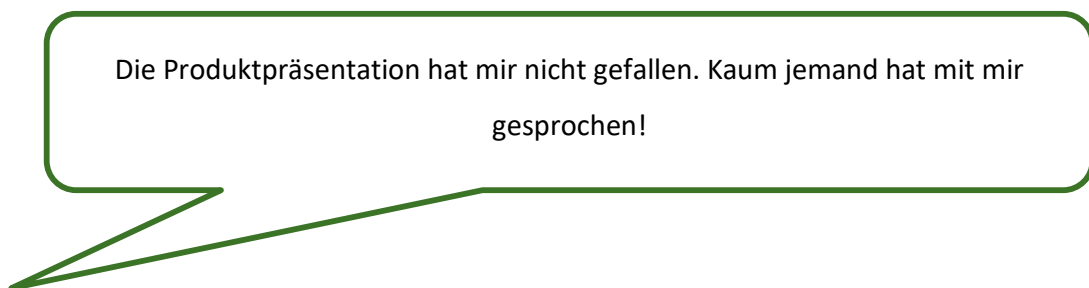 Die Produktpräsentation hat mir nicht gefallen. Kaum jemand hat mit mir
gesprochen!